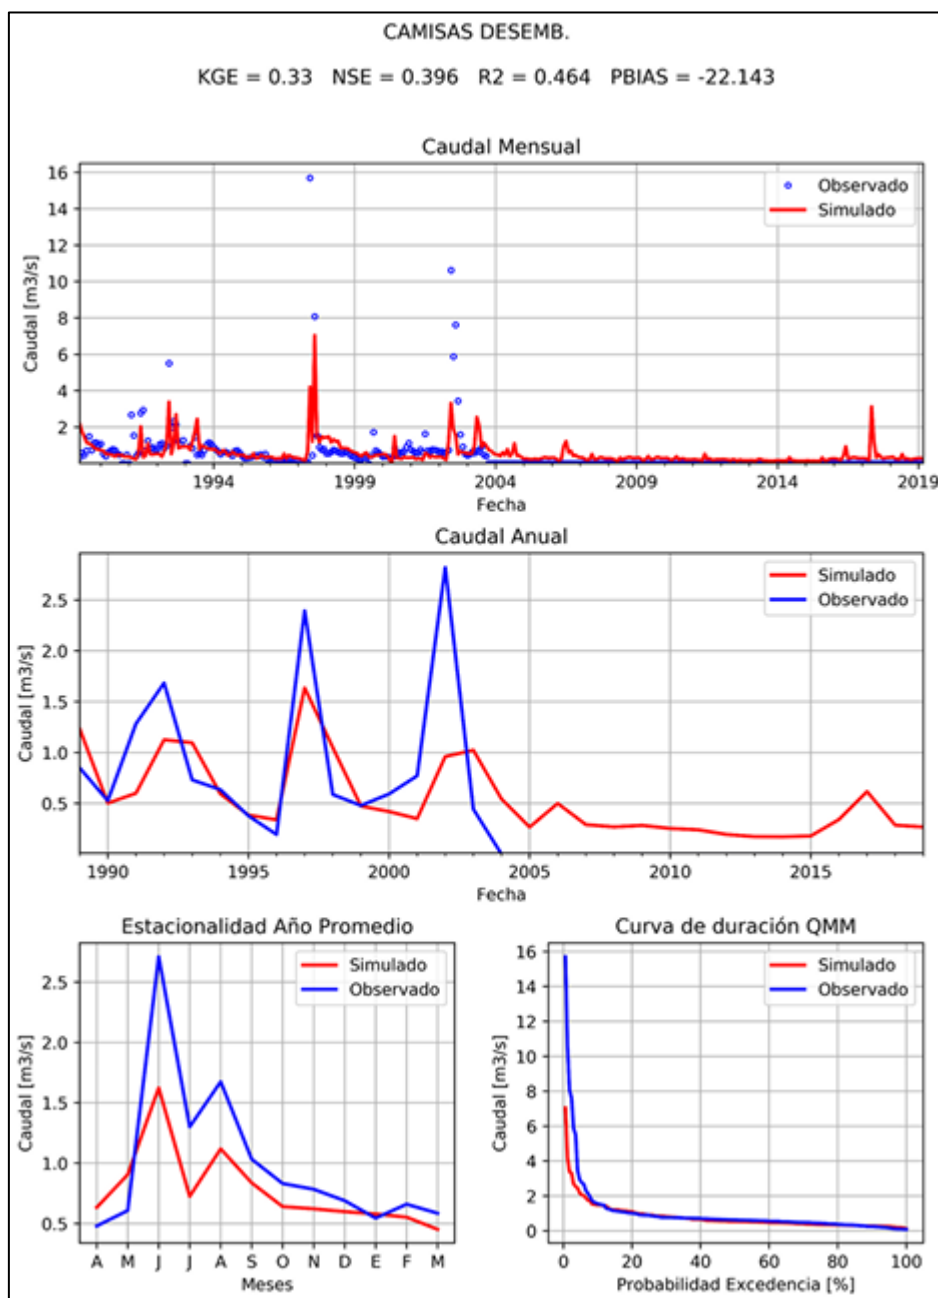 CAMISAS DESEMB.
KGE = 0.33 NSE = 0.396 R2 = 0.464 PBIAS = -22.143
Caudal Mensual
16
14
12
10
8
6
4
2
Caudal [m3/s]
Observado
Simulado
1994 1999 2004 2009 2014 2019
Fecha
Caudal Anual
2.5
2.0
1.5
1.0
0.5
Caudal [m3/s]
Simulado
Observado
1990 1995 2000 2005 2010 2015
Fecha
Estacionalidad Año Promedio
2.5
2.0
1.5
1.0
0.5
Caudal [m3/s]
Simulado
Observado
A M J J A S O N D E F M
Meses
Curva de duración QMM
16
14
12
10
8
6
4
2
0
Caudal [m3/s]
Simulado
Observado
0 20 40 60 80 100
Probabilidad Excedencia [%]